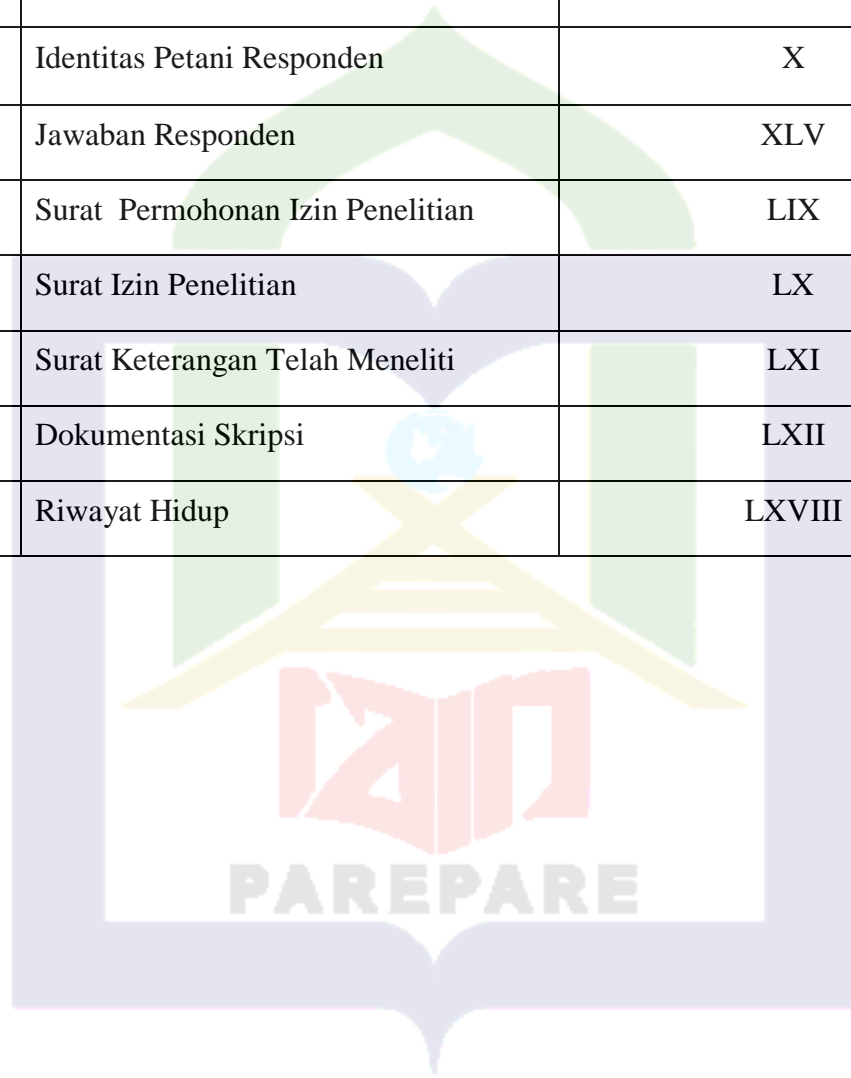 Identitas Petani Responden X
Jawaban Responden XLV
Surat Permohonan Izin Penelitian LIX
Surat Izin Penelitian LX
Surat Keterangan Telah Meneliti LXI
Dokumentasi Skripsi LXII
Riwayat Hidup LXVIII
iain
PAREPARE